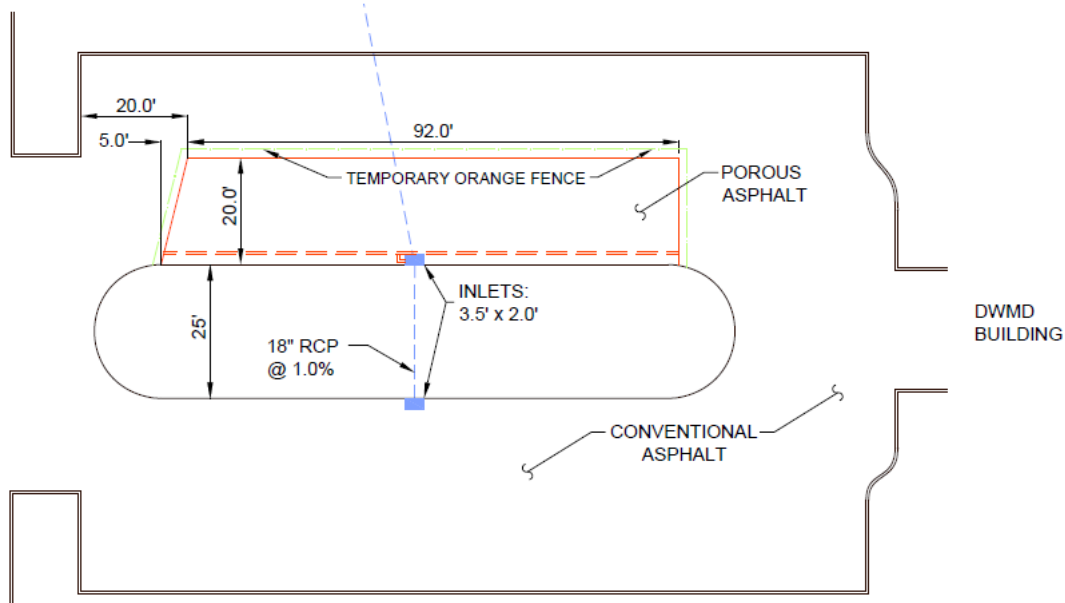 20.0'
5.0'
92.0'
TEMPORARY ORANGE FENCE
POROUS
ASPHALT
20.0'
25'
INLETS:
3.5' x 2.0'
18" RCP
@ 1.0%
DWMD
BUILDING
CONVENTIONAL
ASPHALT